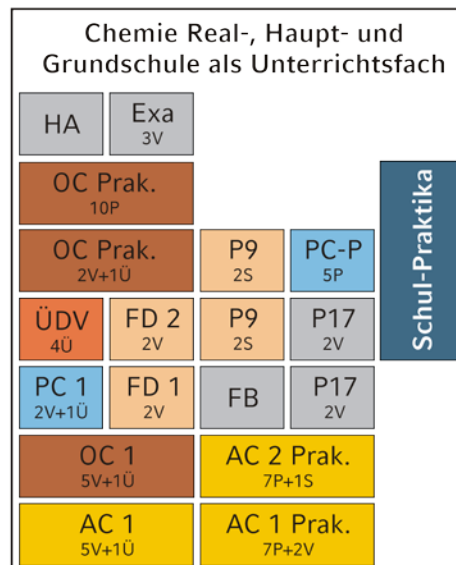 Chemie Real-, Haupt- und
Grundschule als Unterrichtsfach
HA
Exa
3V
OC Prak.
10P
Schul-Praktika
OC Prak.
2V+1Ü
P9
2S
PC-P
5P
ÜDV
4Ü
FD 2
2V
P9
2S
P17
2V
PC 1
2V+1Ü
FD 1
2V
FB
P17
2V
OC 1
5V+1Ü
AC 2 Prak.
7P+1S
AC 1
5V+1Ü
AC 1 Prak.
7P+2V